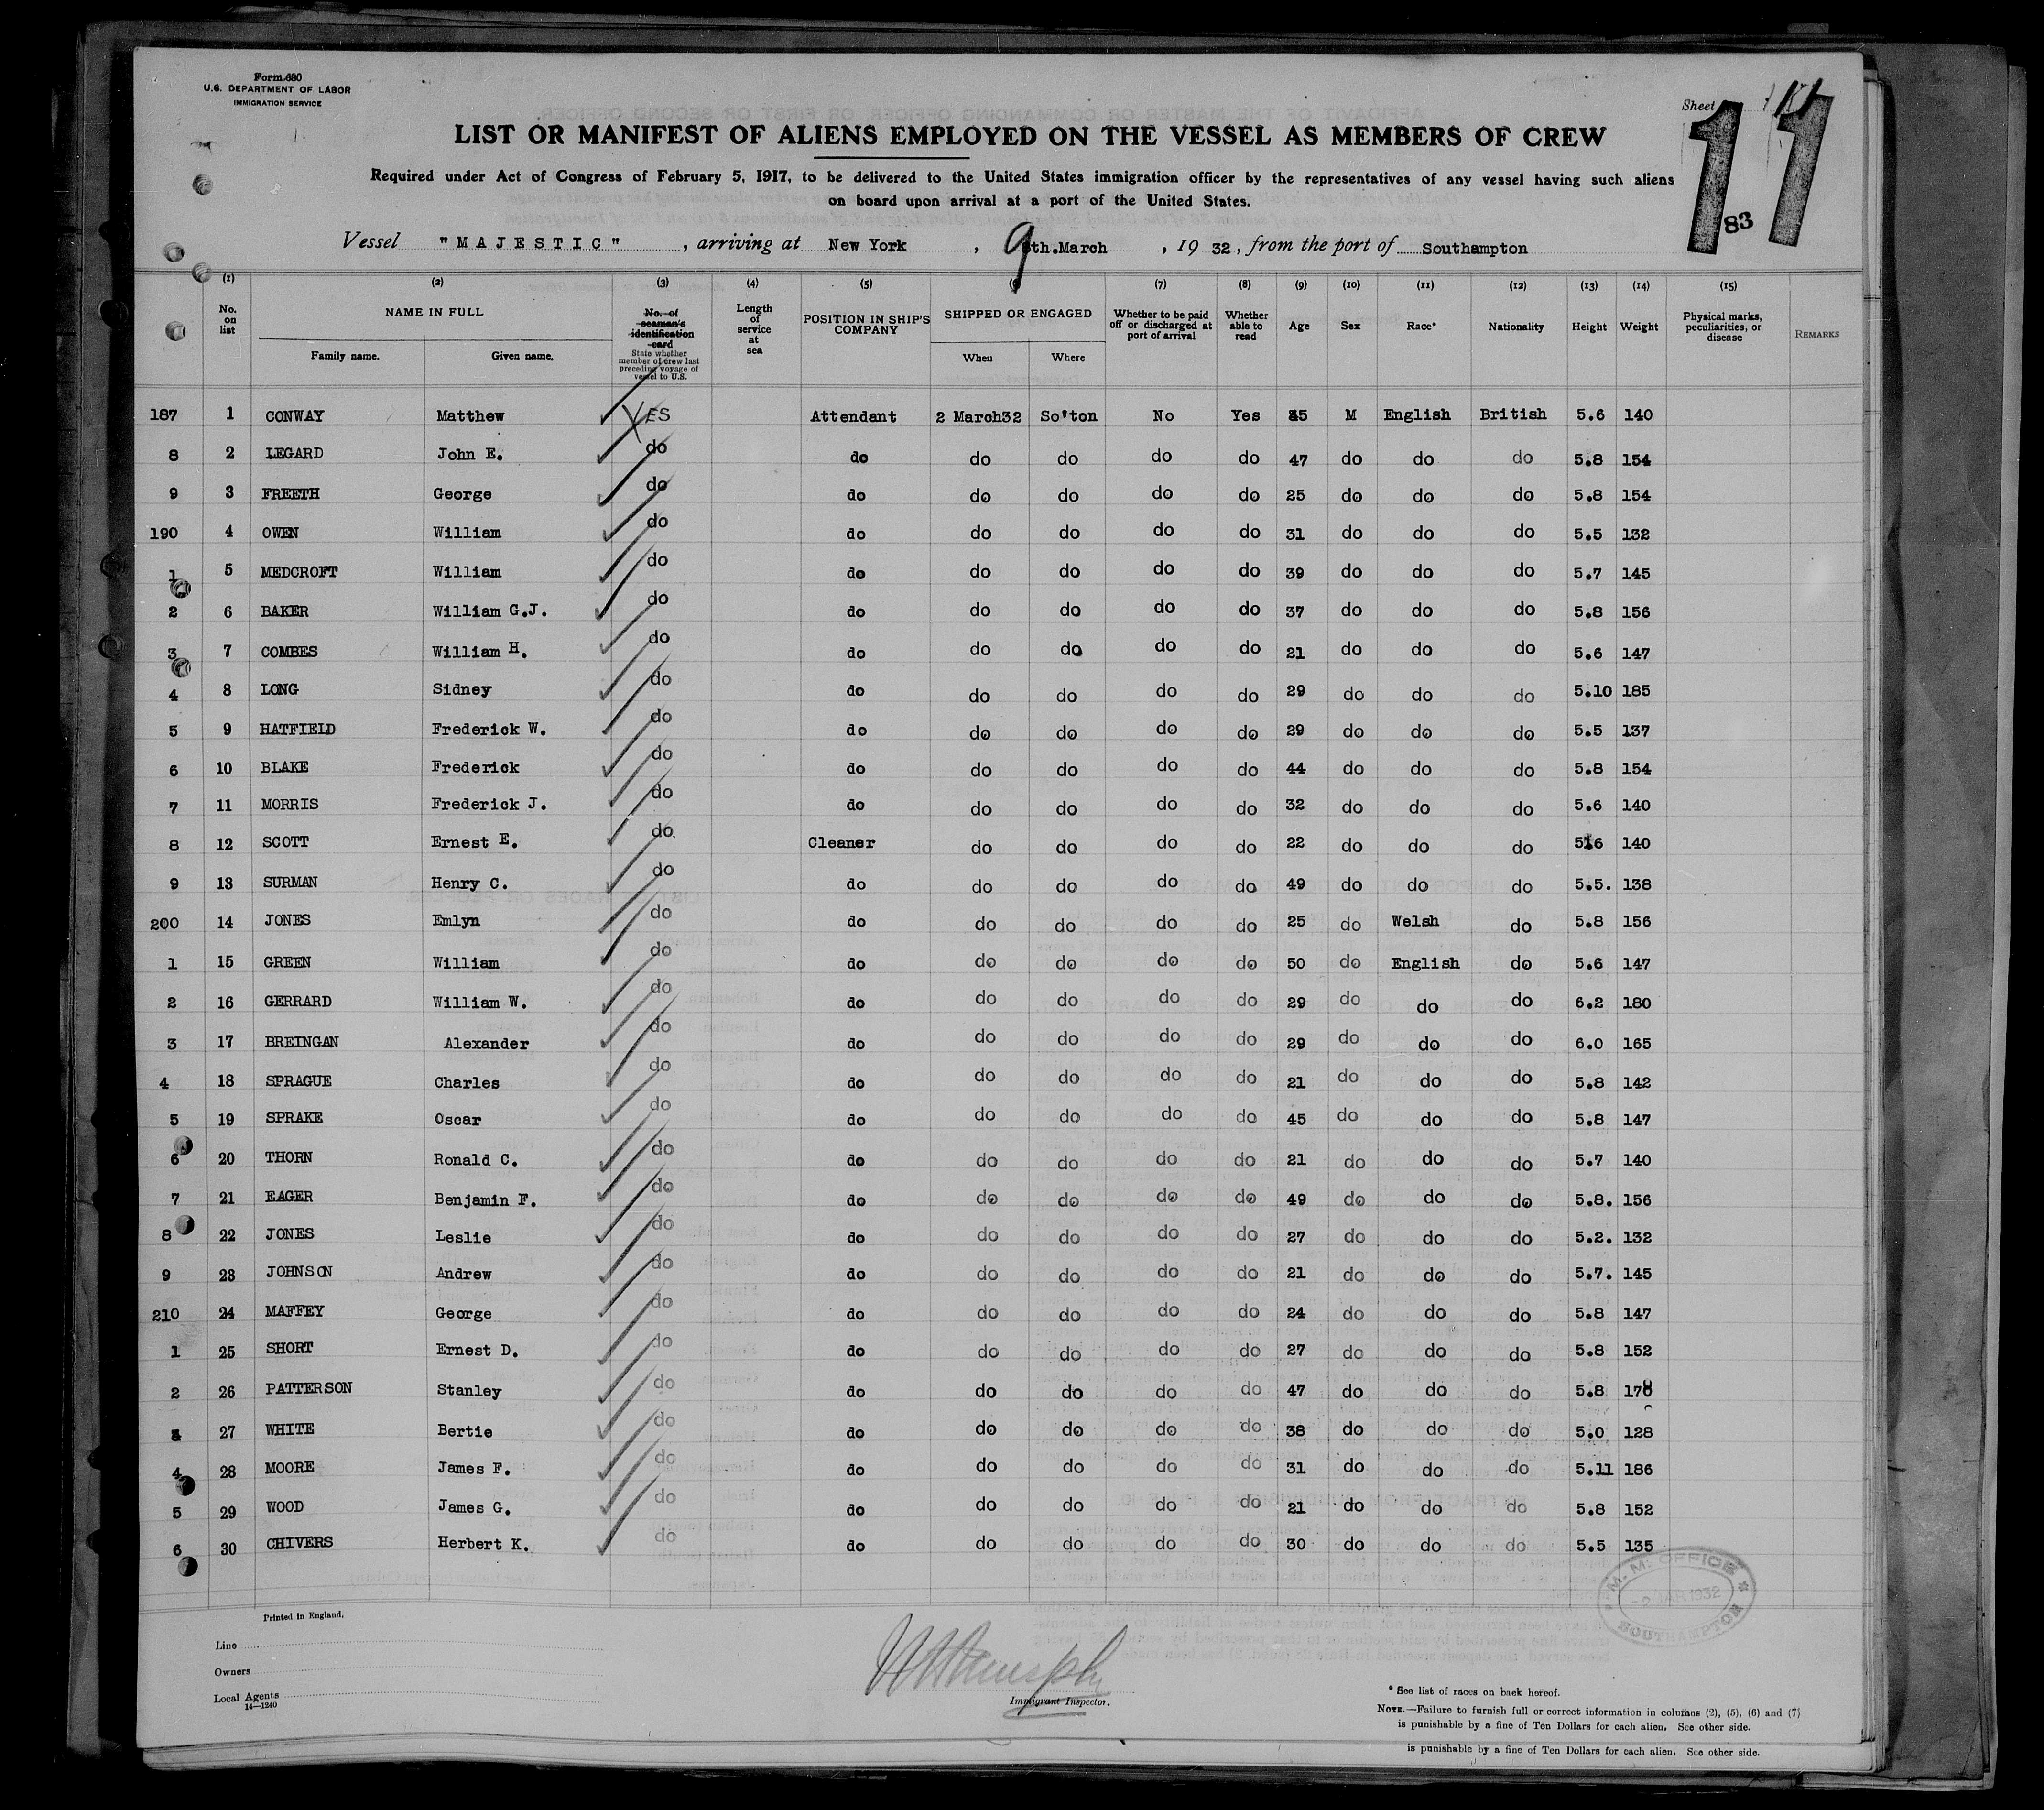 Form 680
U.S. DEPARTMENT OF LABOR
IMMIGRATION SERVICE
Sheet
11
83
LIST OR MANIFEST OF ALIENS EMPLOYED ON THE VESSEL AS MEMBERS OF CREW
Required under Act of Congress of February 5, 1917, to be delivered to the United States immigration officer by the representatives of any vessel having such aliens
on board upon arrival at a port of the United States.
Vessel "MAJESTIC", arriving at New York, 9th.March, 1932, from the port of Southampton
(1) (2) (3) (4) (5) (6) (7) (8) (9) (10) (11) (12) (13) (14) (15)
No. on list NAME IN FULL Family name. Given name. No. of seaman's identification card State whether member of crew last preceding voyage of vessel to U.S. Length of service at sea POSITION IN SHIP'S COMPANY SHIPPED OR ENGAGED When Where Whether to be paid off or discharged at port of arrival Whether able to read Age Sex Race* Nationality Height Weight Physical marks, peculiarities, or disease REMARKS
187 1 CONWAY Matthew YES Attendant 2 March32 So'ton No Yes 45 M English British 5.6 140
8 2 LEGARD John E. do do do do do do 47 do do do 5.8 154
9 3 FREETH George do do do do do do 25 do do do 5.8 154
190 4 OWEN William do do do do do do 31 do do do 5.5 132
1 5 MEDCROFT William do do do do do do 39 do do do 5.7 145
2 6 BAKER William G.J. do do do do do do 37 do do do 5.8 156
3 7 COMBES William H. do do do do do do 21 do do do 5.6 147
4 8 LONG Sidney do do do do do do 29 do do do 5.10 185
5 9 HATFIELD Frederick W. do do do do do do 29 do do do 5.5 137
6 10 BLAKE Frederick do do do do do do 44 do do do 5.8 154
7 11 MORRIS Frederick J. do do do do do do 32 do do do 5.6 140
8 12 SCOTT Ernest E. do. Cleaner do do do do 22 do do do 5.6 140
9 13 SURMAN Henry C. do do do do do do 49 do do do 5.5. 138
200 14 JONES Emlyn do do do do do do 25 do Welsh do 5.8 156
1 15 GREEN William do do do do do do 50 do English do 5.6 147
2 16 GERRARD William W. do do do do do do 29 do do do 6.2 180
3 17 BREINGAN Alexander do do do do do do 29 do do do 6.0 165
4 18 SPRAGUE Charles do do do do do do 21 do do do 5.8 142
5 19 SPRAKE Oscar do do do do do do 45 do do do 5.8 147
6 20 THORN Ronald C. do do do do do do 21 do do do 5.7 140
7 21 EAGER Benjamin F. do do do do do do 49 do do do 5.8. 156
8 22 JONES Leslie do do do do do do 27 do do do 5.2. 132
9 23 JOHNSON Andrew do do do do do do 21 do do do 5.7. 145
210 24 MAFFEY George do do do do do do 24 do do do 5.8 147
1 25 SHORT Ernest D. do do do do do do 27 do do do 5.8 152
2 26 PATTERSON Stanley do do do do do do 47 do do do 5.8
27 WHITE Bertie do do do do do do 38 do do do 5.0 128
4 28 MOORE James F. do do do do do do 31 do do do 5.11 186
5 29 WOOD James G. do do do do do do 21 do do do 5.8 152
6 30 CHIVERS Herbert K. do do do do do do 30 do do do 5.5 135
M. M. OFFICE
-2 MAR 1932
SOUTHAMPTON
Printed in England.
Line
Owners
Local Agents
14—1240
Immigrant Inspector.
* See list of races on back hereof.
NOTE.—Failure to furnish full or correct information in columns (2), (5), (6) and (7)
is punishable by a fine of Ten Dollars for each alien. See other side.
is punishable by a fine of Ten Dollars for each alien. See other side.